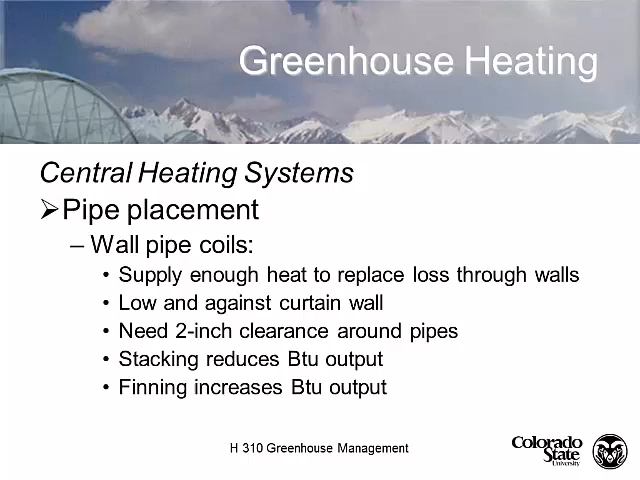 Greenhouse Heating
Central Heating Systems
➢Pipe placement
– Wall pipe coils:
• Supply enough heat to replace loss through walls
• Low and against curtain wall
• Need 2-inch clearance around pipes
• Stacking reduces Btu output
• Finning increases Btu output
H 310 Greenhouse Management
Colorado
State
University